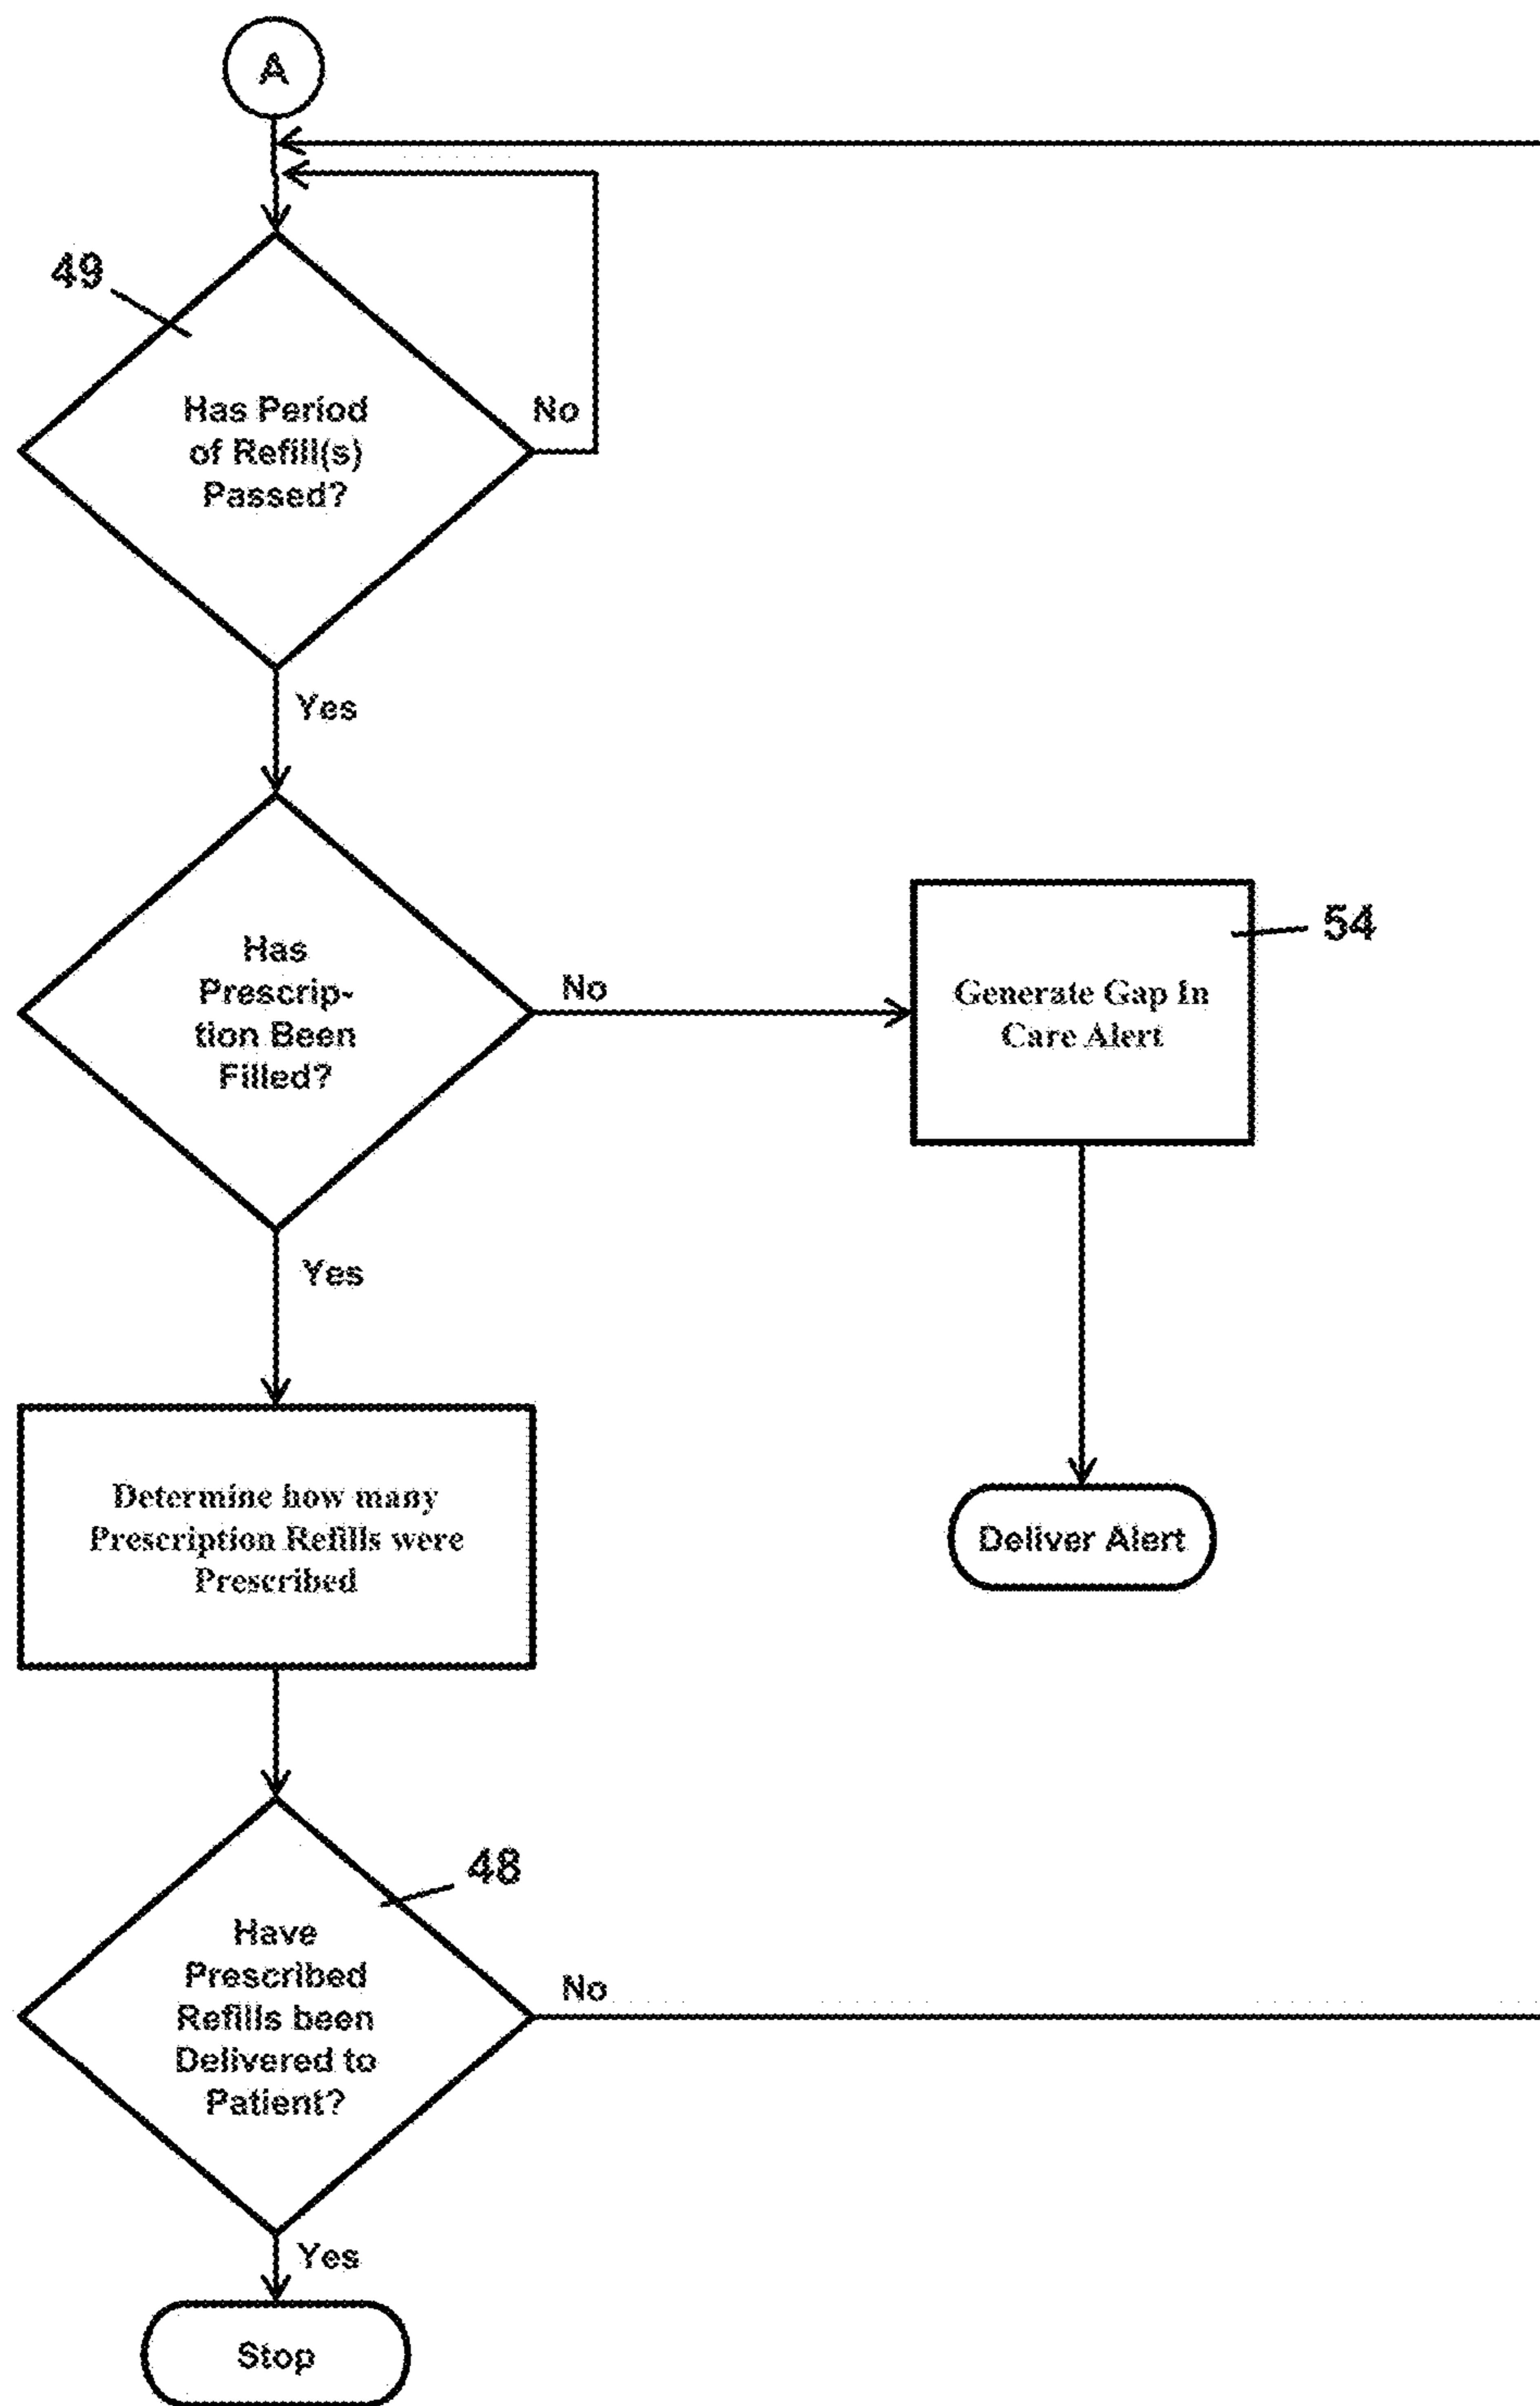 A
49
Has Period
of Refill(s)
Passed?
No
Yes
Has
Prescrip-
tion Been
Filled?
No
Generate Gap In
Care Alert
54
Yes
Determine how many
Prescription Refills were
Prescribed
Deliver Alert
48
Have
Prescribed
Refills been
Delivered to
Patient?
No
Yes
Stop